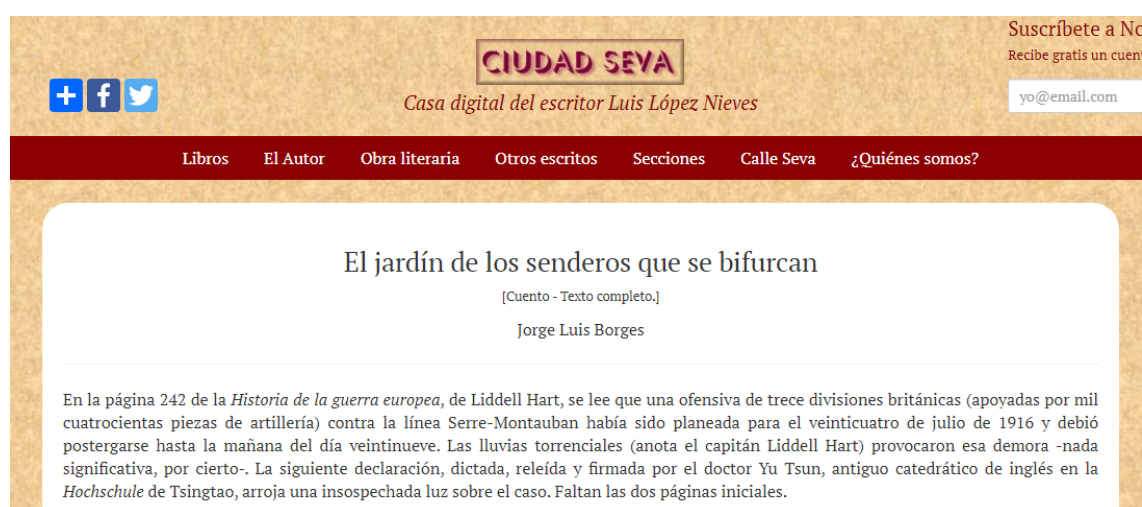 Suscríbete a No
CIUDAD SEVA
Recibe gratis un cuen
Casa digital del escritor Luis López Nieves
yo@email.com
Libros El Autor Obra literaria Otros escritos Secciones Calle Seva ¿Quiénes somos?
El jardín de los senderos que se bifurcan
[Cuento - Texto completo.]
Jorge Luis Borges
En la página 242 de la Historia de la guerra europea, de Liddell Hart, se lee que una ofensiva de trece divisiones británicas (apoyadas por mil
cuatrocientas piezas de artillería) contra la línea Serre-Montauban había sido planeada para el veinticuatro de julio de 1916 y debió
postergarse hasta la mañana del día veintinueve. Las lluvias torrenciales (anota el capitán Liddell Hart) provocaron esa demora -nada
significativa, por cierto-. La siguiente declaración, dictada, releída y firmada por el doctor Yu Tsun, antiguo catedrático de inglés en la
Hochschule de Tsingtao, arroja una insospechada luz sobre el caso. Faltan las dos páginas iniciales.